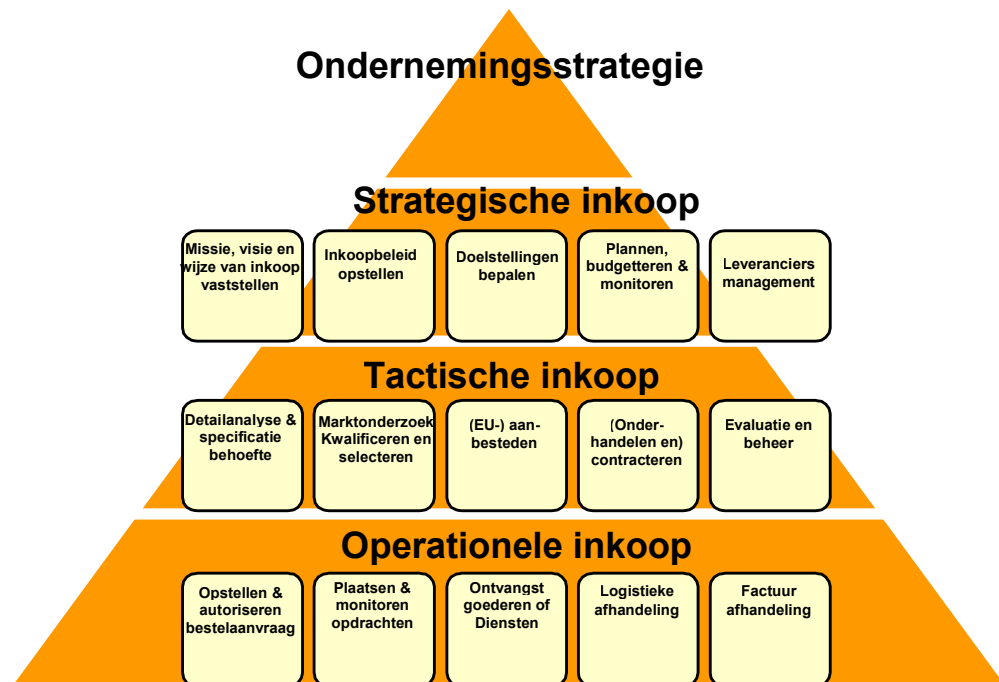 Ondernemingsstrategie
Strategische inkoop
Missie, visie en
wijze van inkoop
vaststellen
Inkoopbeleid
opstellen
Doelstellingen
bepalen
Plannen,
budgetteren &
monitoren
Leveranciers
management
Tactische inkoop
Detailanalyse &
specificatie
behoefte
Marktonderzoek
Kwalificeren en
selecteren
(EU-) aan-
besteden
(Onder-
handelen en)
contracteren
Evaluatie en
beheer
Operationele inkoop
Opstellen &
autoriseren
bestelaanvraag
Plaatsen &
monitoren
opdrachten
Ontvangst
goederen of
Diensten
Logistieke
afhandeling
Factuur
afhandeling